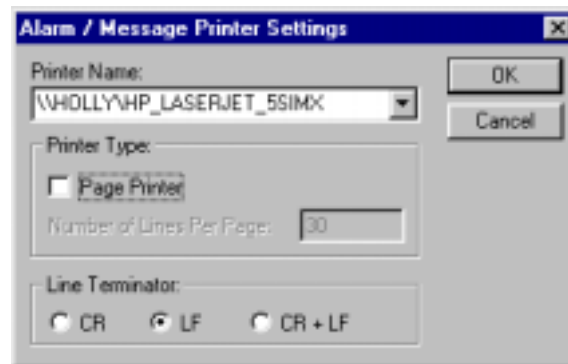 Alarm / Message Printer Settings
Printer Name:
\\HOLLY\HP_LASERJET_5SIMX
OK
Cancel
Printer Type:
Page Printer
Number of Lines Per Page: 30
Line Terminator:
CR LF CR + LF